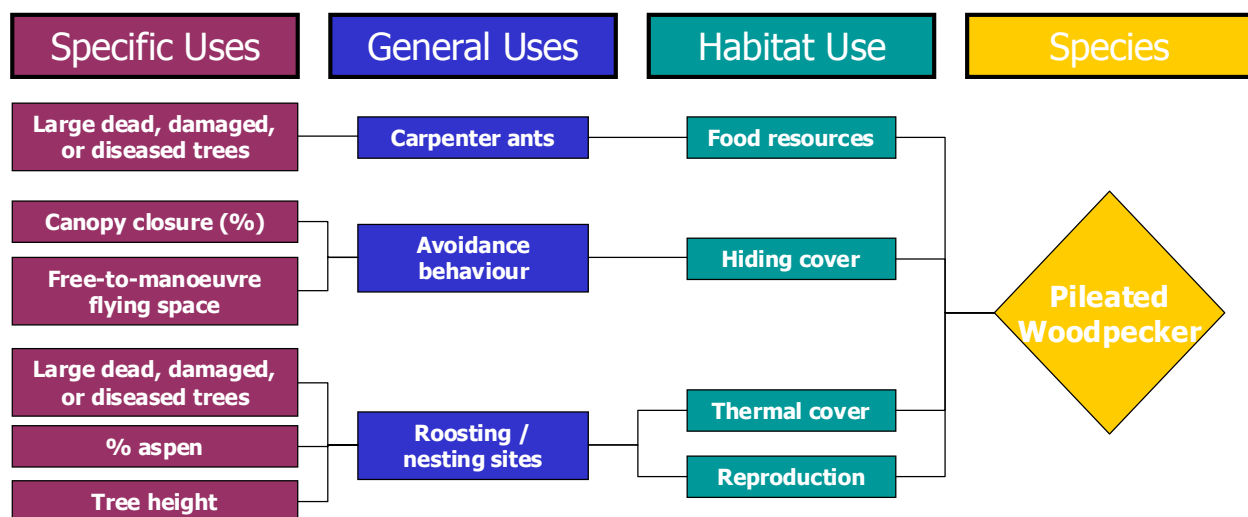 Specific Uses
General Uses
Habitat Use
Species
Large dead, damaged,
or diseased trees
Carpenter ants
Food resources
Canopy closure (%)
Free-to-manoeuvre
flying space
Avoidance
behaviour
Hiding cover
Large dead, damaged,
or diseased trees
% aspen
Tree height
Roosting /
nesting sites
Thermal cover
Reproduction
Pileated
Woodpecker